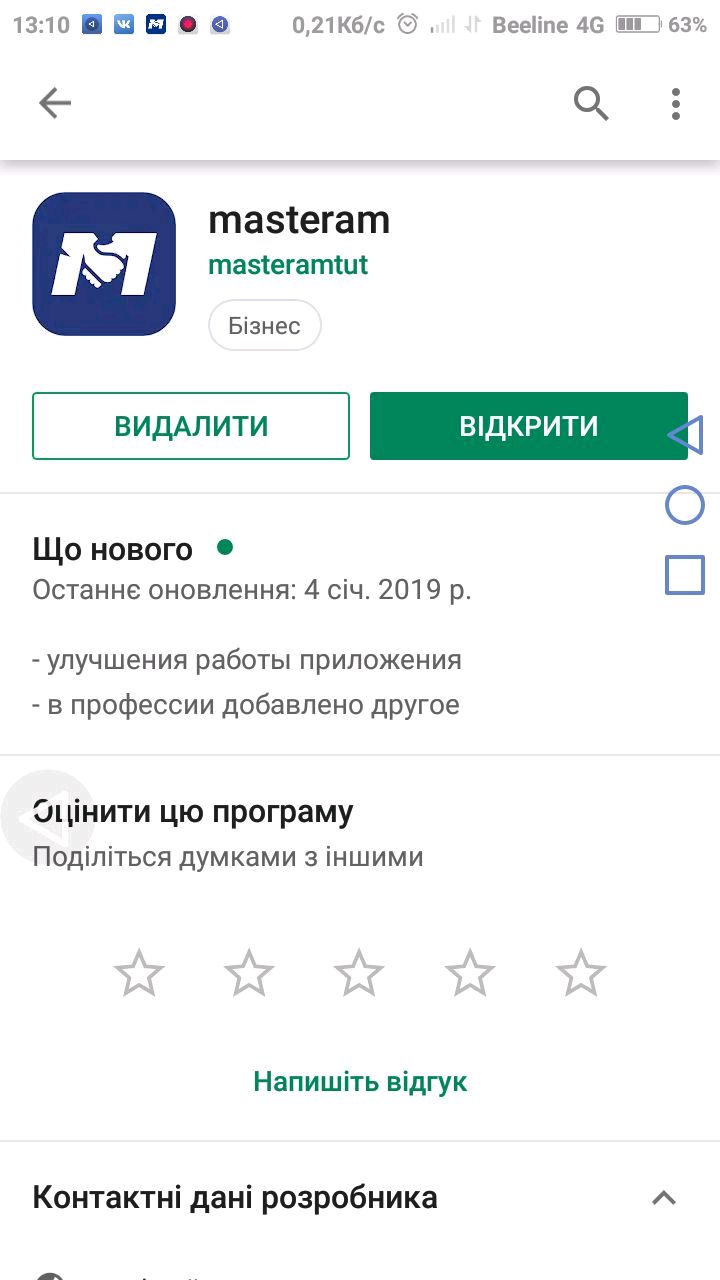 13:10 0,21Кб/с Beeline 4G 63%
masteram
masteramtut
Бізнес
ВИДАЛИТИ ВІДКРИТИ
Що нового
Останнє оновлення: 4 січ. 2019 р.
- улучшения работы приложения
- в профессии добавлено другое
Оцінити цю програму
Поділіться думками з іншими
Напишіть відгук
Контактні дані розробника